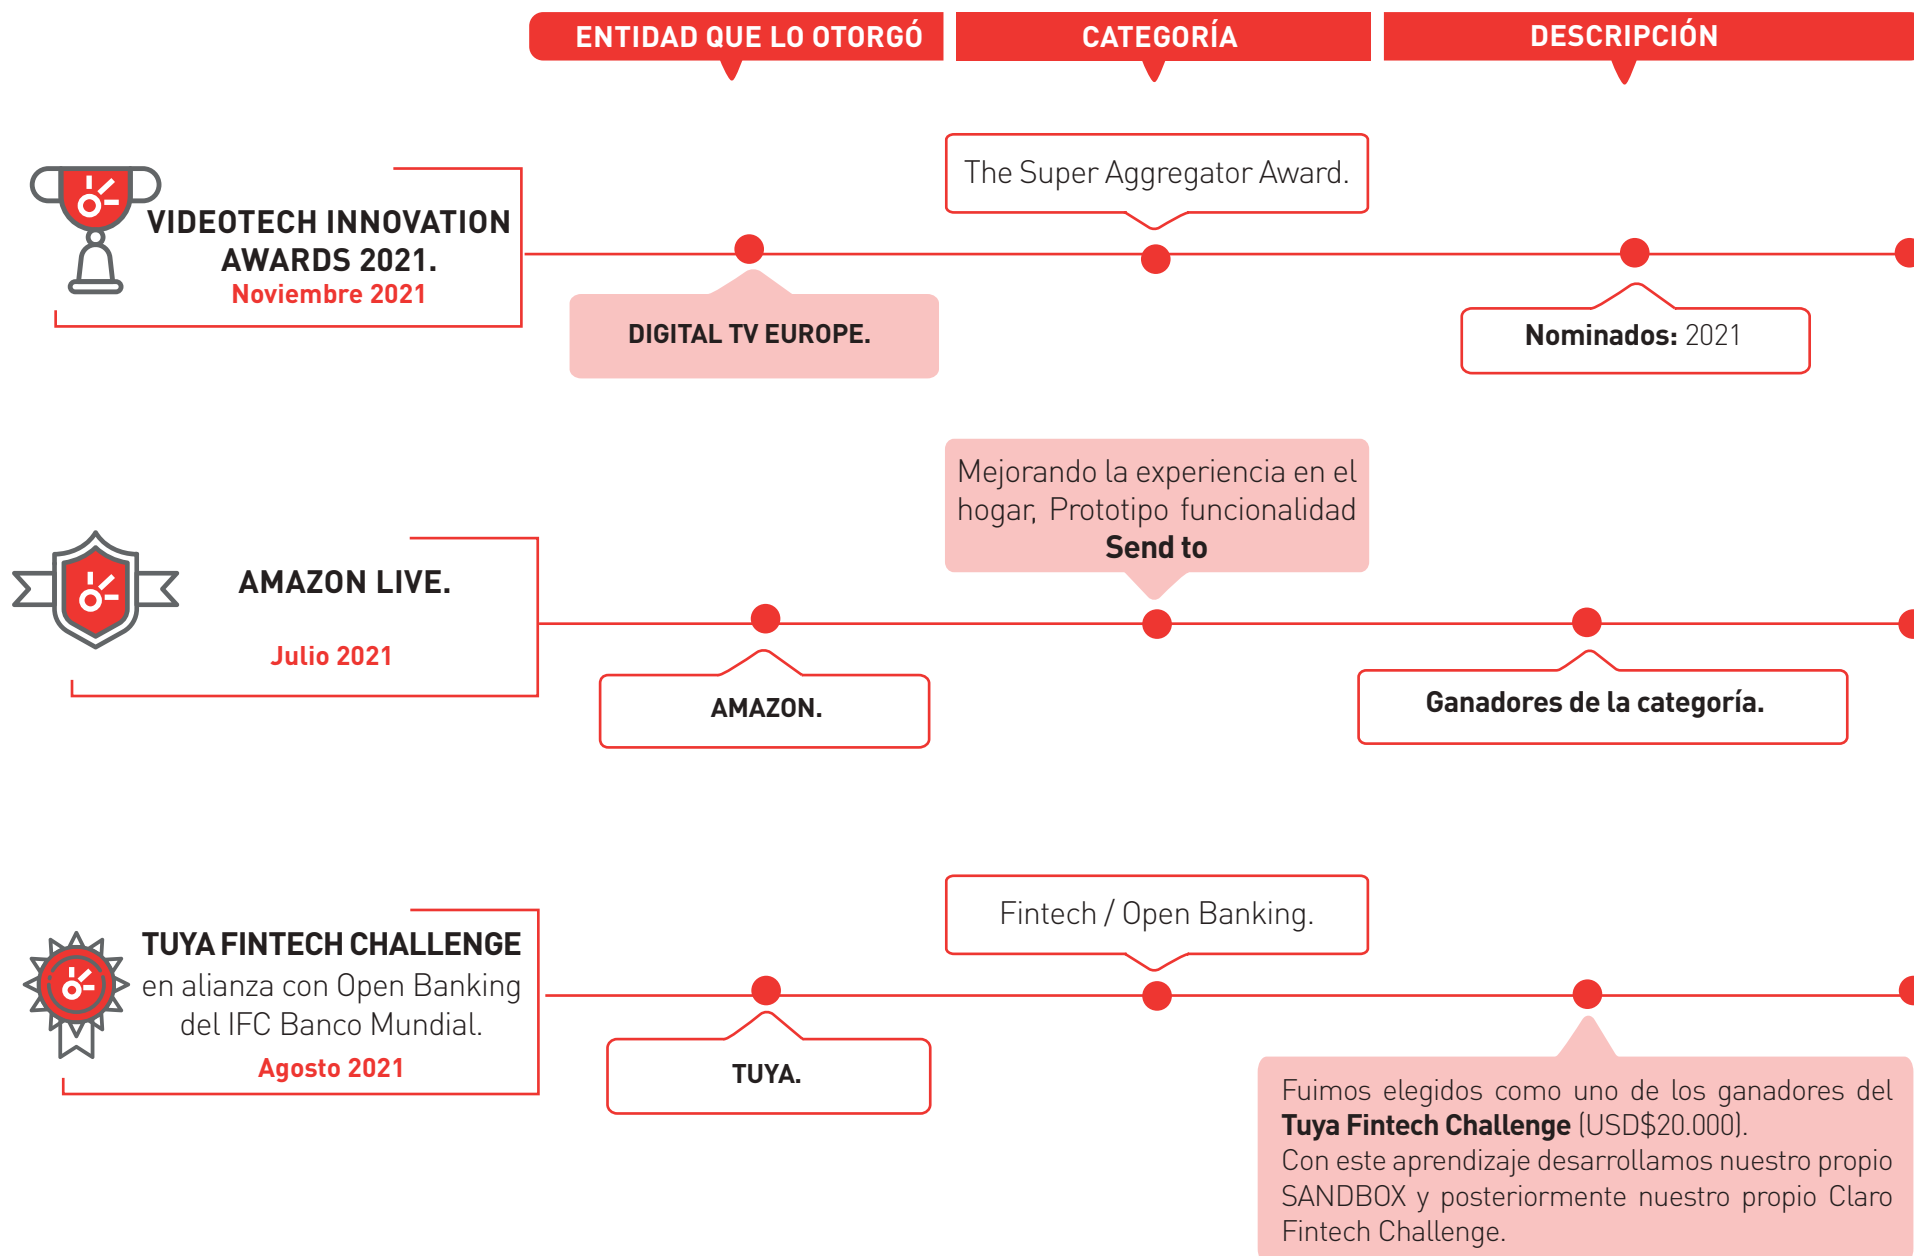 ENTIDAD QUE LO OTORGÓ
CATEGORÍA
DESCRIPCIÓN
VIDEOTECH INNOVATION
AWARDS 2021.
Noviembre 2021
DIGITAL TV EUROPE.
The Super Aggregator Award.
Nominados: 2021
AMAZON LIVE.
Julio 2021
AMAZON.
Mejorando la experiencia en el
hogar, Prototipo funcionalidad
Send to
Ganadores de la categoría.
TUYA FINTECH CHALLENGE
en alianza con Open Banking
del IFC Banco Mundial.
Agosto 2021
TUYA.
Fintech / Open Banking.
Fuimos elegidos como uno de los ganadores del
Tuya Fintech Challenge (USD$20.000).
Con este aprendizaje desarrollamos nuestro propio
SANDBOX y posteriormente nuestro propio Claro
Fintech Challenge.